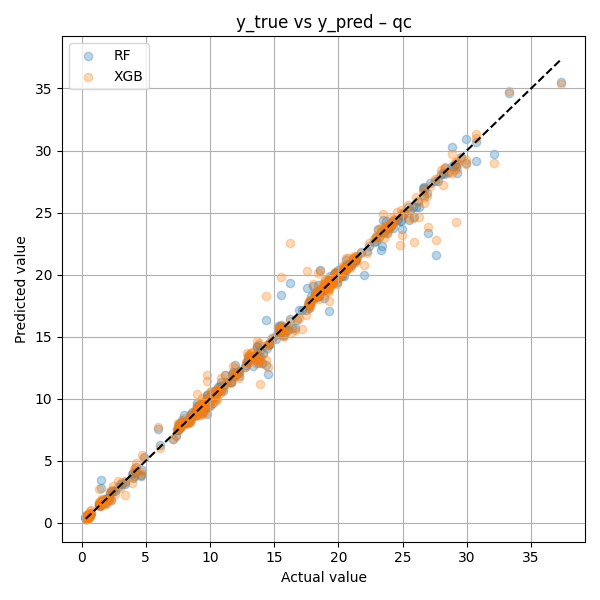 y_true vs y_pred – qc
RF
XGB
Predicted value
35
30
25
20
15
10
5
0
0 5 10 15 20 25 30 35
Actual value